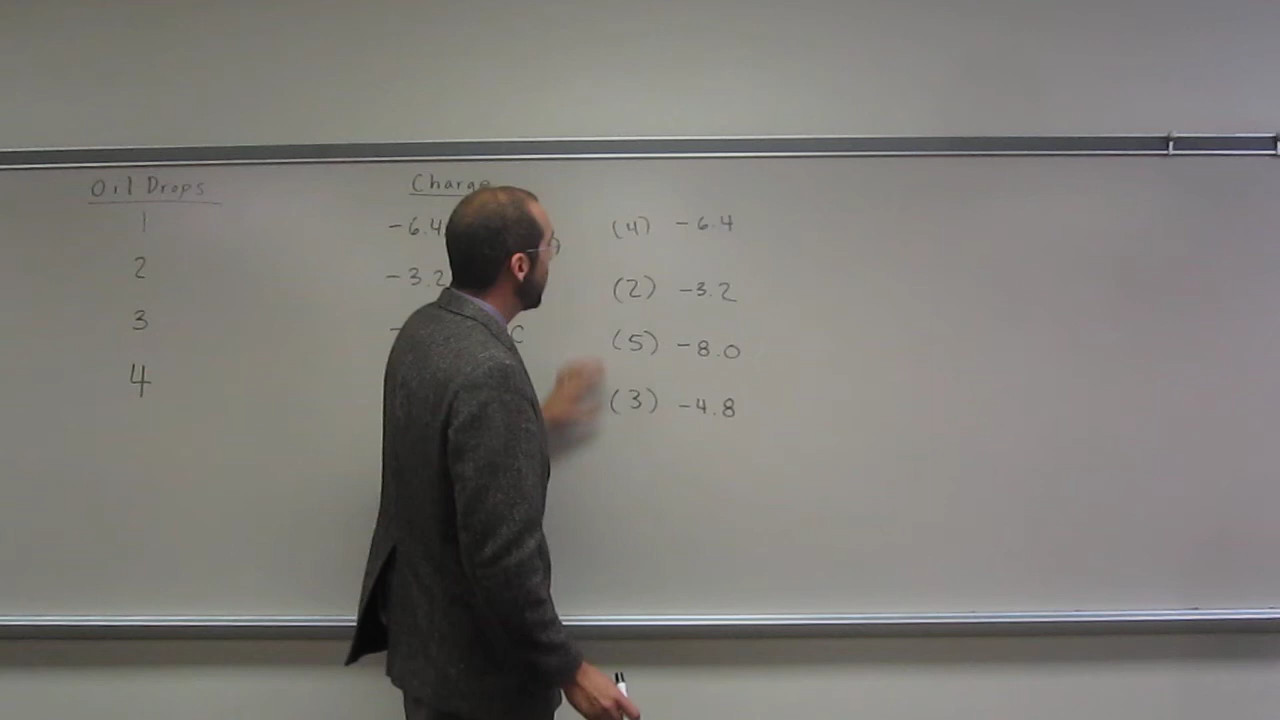 Oil Drops Charge
1 -6.4 (4) -6.4
2 -3.2 (2) -3.2
3 - C (5) -8.0
4 (3) -4.8